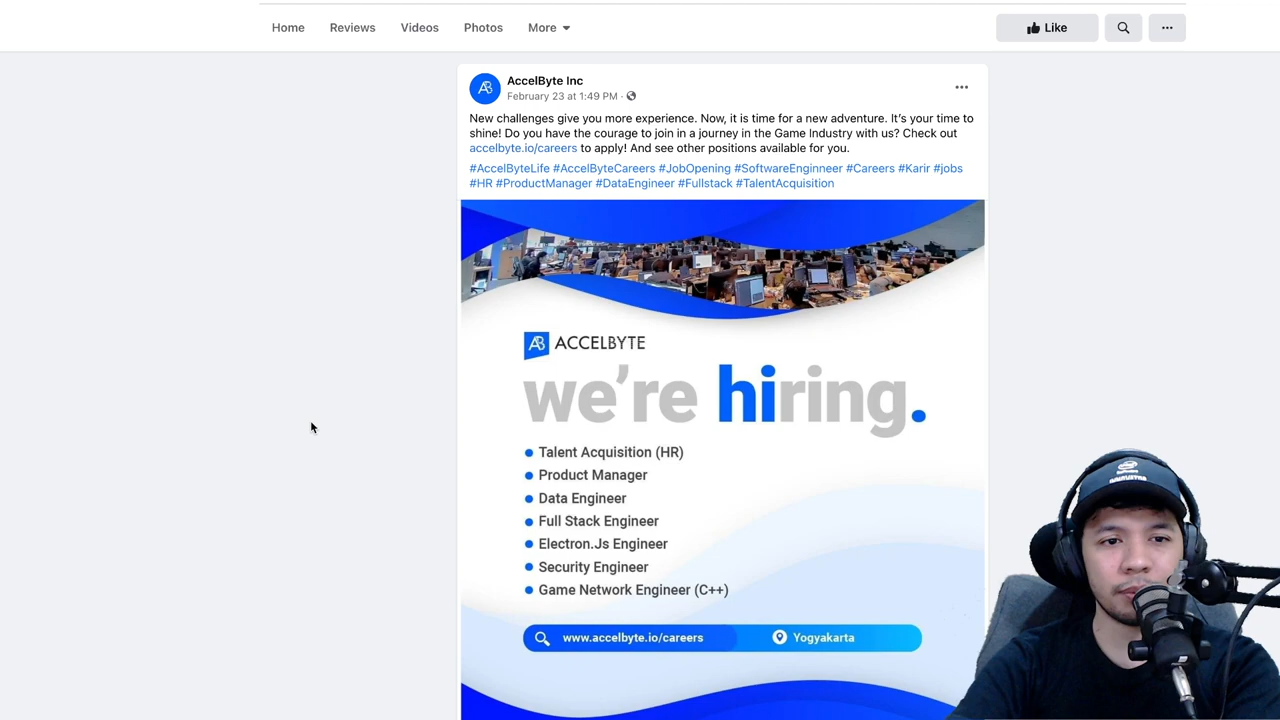 Home Reviews Videos Photos More Like
AccelByte Inc
February 23 at 1:49 PM ·
New challenges give you more experience. Now, it is time for a new adventure. It's your time to
shine! Do you have the courage to join in a journey in the Game Industry with us? Check out
accelbyte.io/careers to apply! And see other positions available for you.
#AccelByteLife #AccelByteCareers #JobOpening #SoftwareEnginneer #Careers #Karir #jobs
#HR #ProductManager #DataEngineer #Fullstack #TalentAcquisition
AB ACCELBYTE
we're hiring.
Talent Acquisition (HR)
Product Manager
Data Engineer
Full Stack Engineer
Electron.Js Engineer
Security Engineer
Game Network Engineer (C++)
www.accelbyte.io/careers Yogyakarta